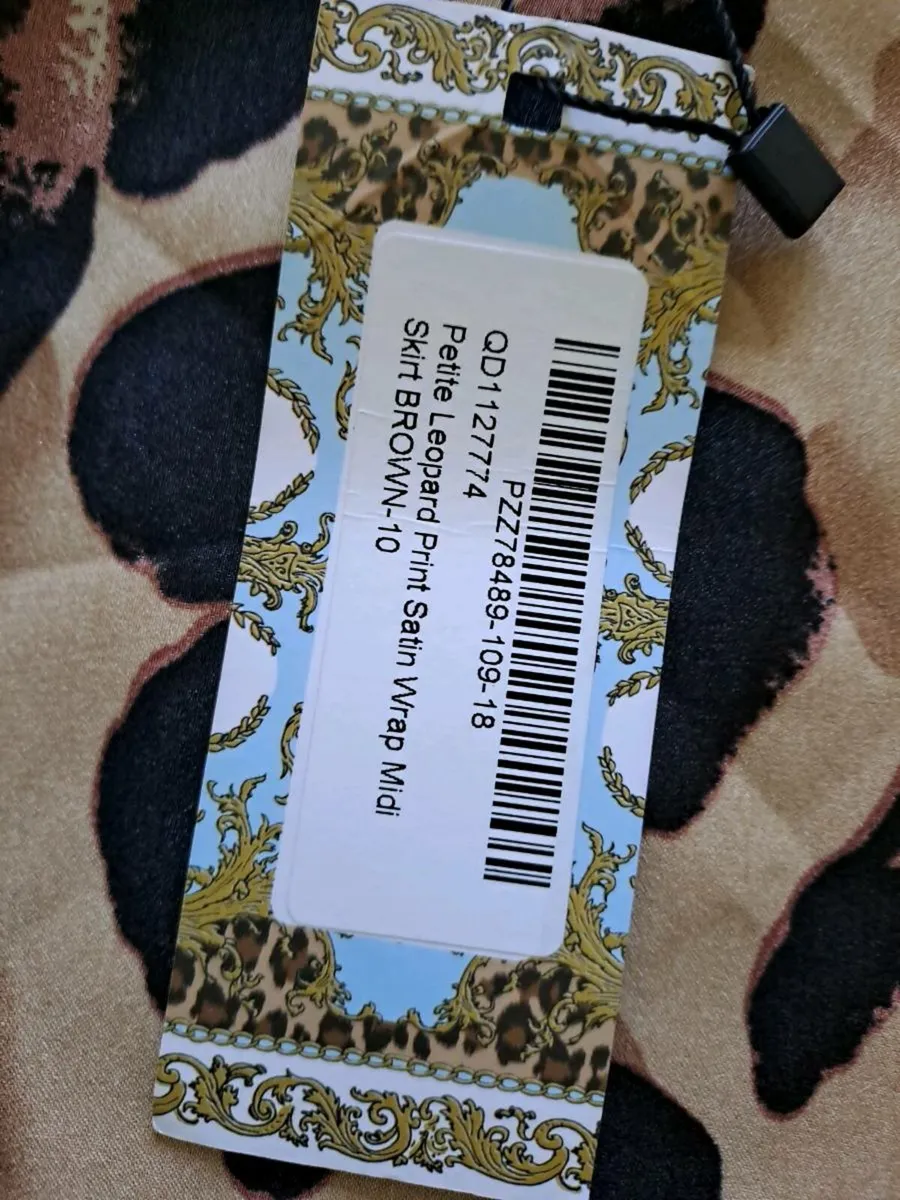 PZZ78489-109-18
QD1127774
Petite Leopard Print Satin Wrap Midi
Skirt BROWN-10